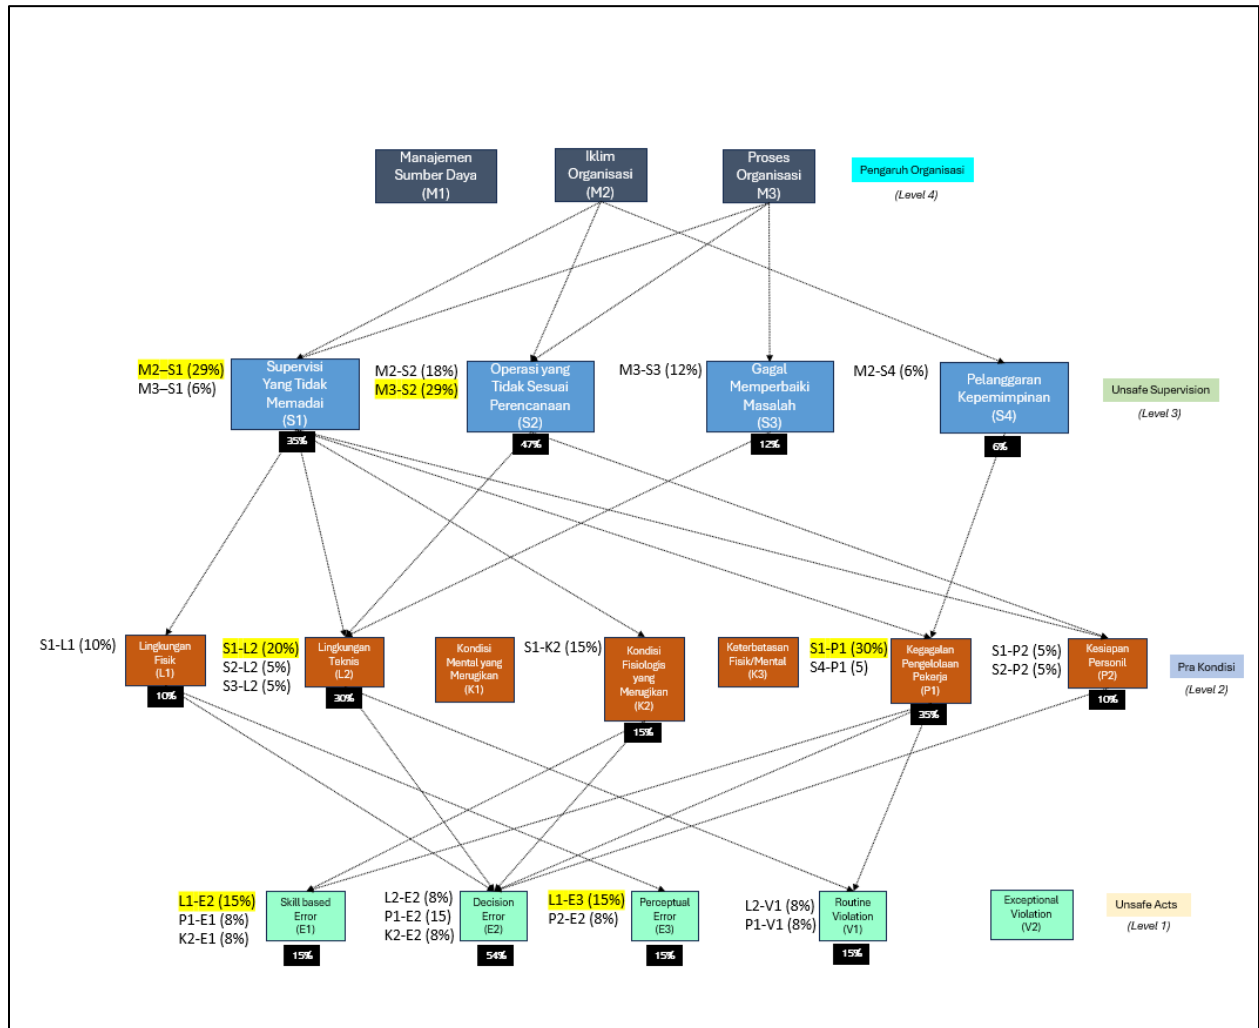 Manajemen
Sumber Daya
(M1)
Iklim
Organisasi
(M2)
Proses
Organisasi
M3)
Pengaruh Organisasi
(Level 4)
M2–S1 (29%)
M3–S1 (6%)
Supervisi
Yang Tidak
Memadai
(S1)
35%
M2-S2 (18%)
M3-S2 (29%)
Operasi yang
Tidak Sesuai
Perencanaan
(S2)
47%
M3-S3 (12%)
Gagal
Memperbaiki
Masalah
(S3)
12%
M2-S4 (6%)
Pelanggaran
Kepemimpinan
(S4)
6%
Unsafe Supervision
(Level 3)
S1-L1 (10%)
Lingkungan
Fisik
(L1)
10%
S1-L2 (20%)
S2-L2 (5%)
S3-L2 (5%)
Lingkungan
Teknis
(L2)
30%
Kondisi
Mental yang
Merugikan
(K1)
S1-K2 (15%)
Kondisi
Fisiologis
yang
Merugikan
(K2)
15%
Keterbatasan
Fisik/Mental
(K3)
S1-P1 (30%)
S4-P1 (5)
Kegagalan
Pengelolaan
Pekerja
(P1)
35%
S1-P2 (5%)
S2-P2 (5%)
Kesiapan
Personil
(P2)
10%
Pra Kondisi
(Level 2)
L1-E2 (15%)
P1-E1 (8%)
K2-E1 (8%)
Skill based
Error
(E1)
15%
L2-E2 (8%)
P1-E2 (15)
K2-E2 (8%)
Decision
Error
(E2)
54%
L1-E3 (15%)
P2-E2 (8%)
Perceptual
Error
(E3)
15%
L2-V1 (8%)
P1-V1 (8%)
Routine
Violation
(V1)
15%
Exceptional
Violation
(V2)
Unsafe Acts
(Level 1)